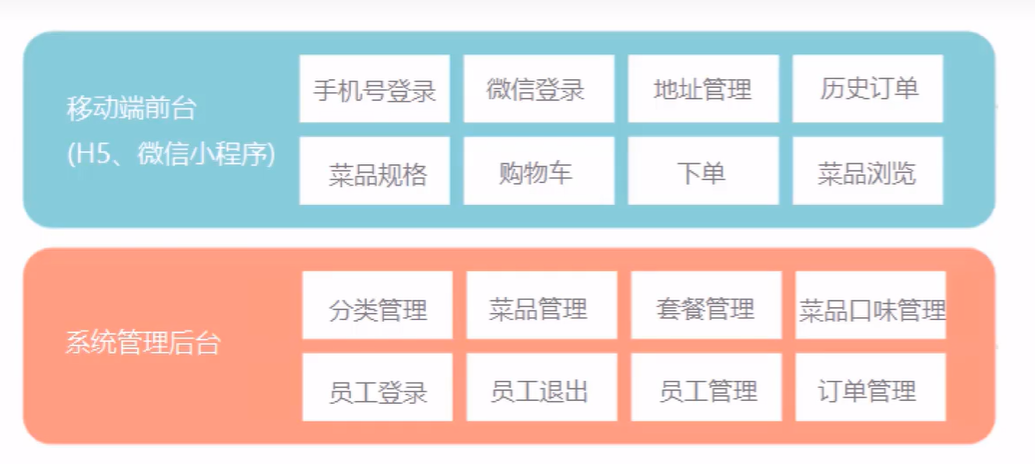 移动端前台
(H5、微信小程序)
手机号登录
微信登录
地址管理
历史订单
菜品规格
购物车
下单
菜品浏览
系统管理后台
分类管理
菜品管理
套餐管理
菜品口味管理
员工登录
员工退出
员工管理
订单管理